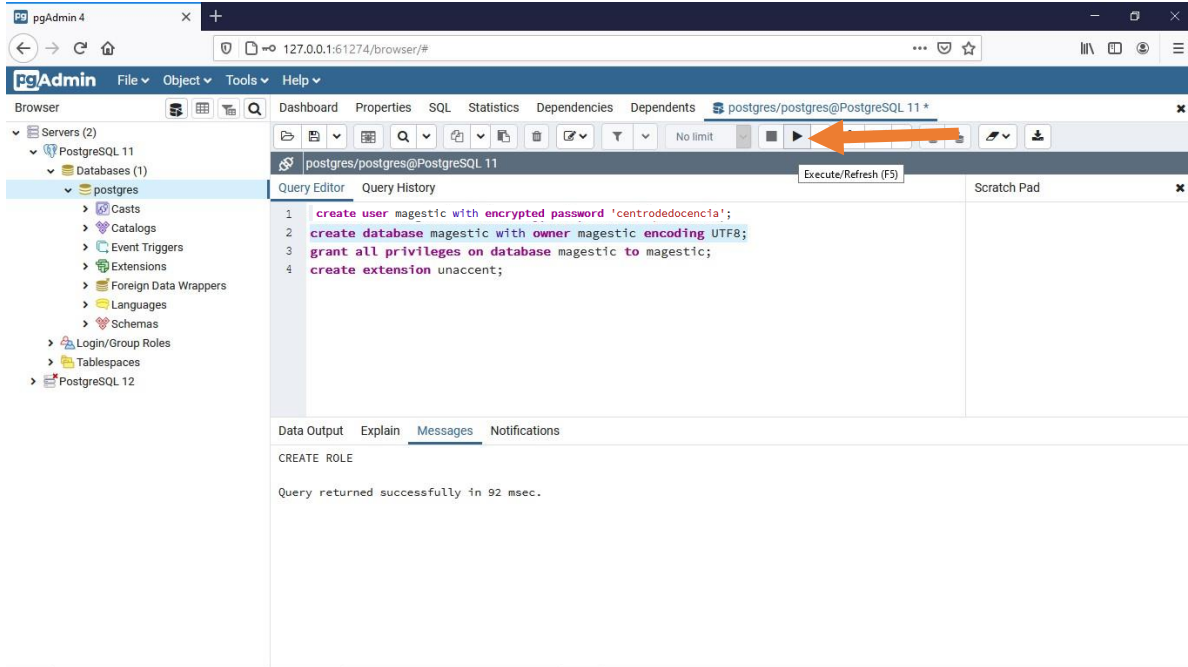 pgAdmin 4
127.0.0.1:61274/browser/#
pgAdmin File Object Tools Help
Browser
Dashboard Properties SQL Statistics Dependencies Dependents postgres/postgres@PostgreSQL 11 *
Servers (2)
PostgreSQL 11
Databases (1)
postgres
Casts
Catalogs
Event Triggers
Extensions
Foreign Data Wrappers
Languages
Schemas
Login/Group Roles
Tablespaces
PostgreSQL 12
No limit
postgres/postgres@PostgreSQL 11
Execute/Refresh (F5)
Query Editor Query History
Scratch Pad
1 create user magestic with encrypted password 'centrodedocencia';
2 create database magestic with owner magestic encoding UTF8;
3 grant all privileges on database magestic to magestic;
4 create extension unaccent;
Data Output Explain Messages Notifications
CREATE ROLE
Query returned successfully in 92 msec.